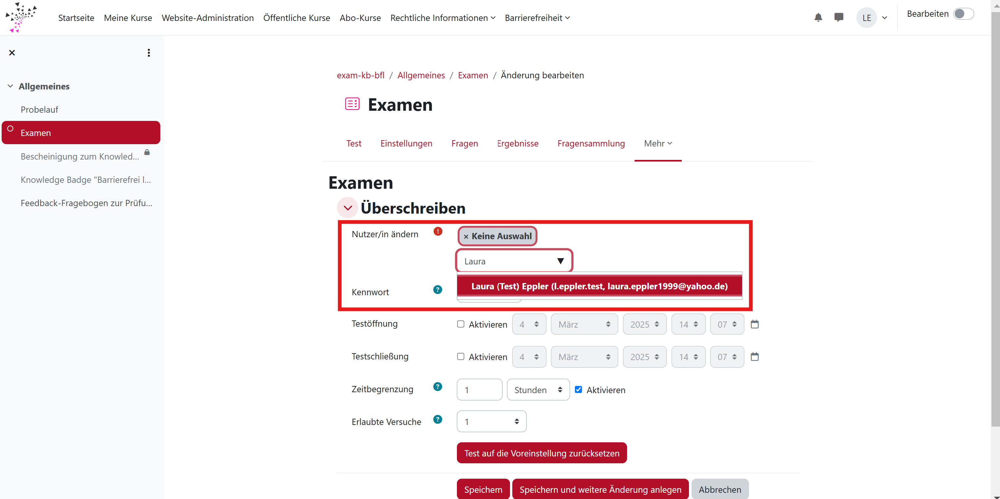 Startseite Meine Kurse Website-Administration Öffentliche Kurse Abo-Kurse Rechtliche Informationen Barrierefreiheit LE Bearbeiten
Allgemeines
Probelauf
Examen
Bescheinigung zum Knowled...
Knowledge Badge "Barrierefrei l...
Feedback-Fragebogen zur Prüfu...
exam-kb-bfl / Allgemeines / Examen / Änderung bearbeiten
Examen
Test Einstellungen Fragen Ergebnisse Fragensammlung Mehr
Examen
Überschreiben
Nutzer/in ändern ! × Keine Auswahl
Laura ▼
Laura (Test) Eppler (l.eppler.test, laura.eppler1999@yahoo.de)
Kennwort ?
Testöffnung Aktivieren 4 März 2025 14 07
Testschließung Aktivieren 4 März 2025 14 07
Zeitbegrenzung ? 1 Stunden Aktivieren
Erlaubte Versuche ? 1
Test auf die Voreinstellung zurücksetzen
Speichern Speichern und weitere Änderung anlegen Abbrechen